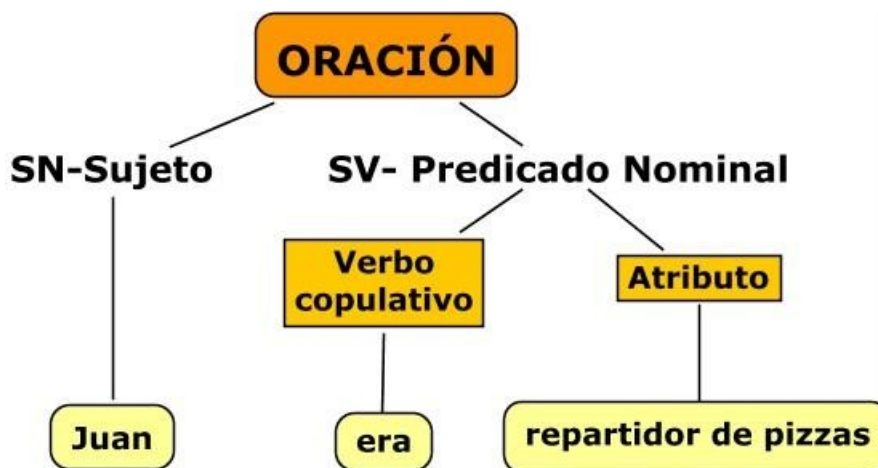 ORACIÓN
SN-Sujeto
SV- Predicado Nominal
Verbo
copulativo
Atributo
Juan
era
repartidor de pizzas